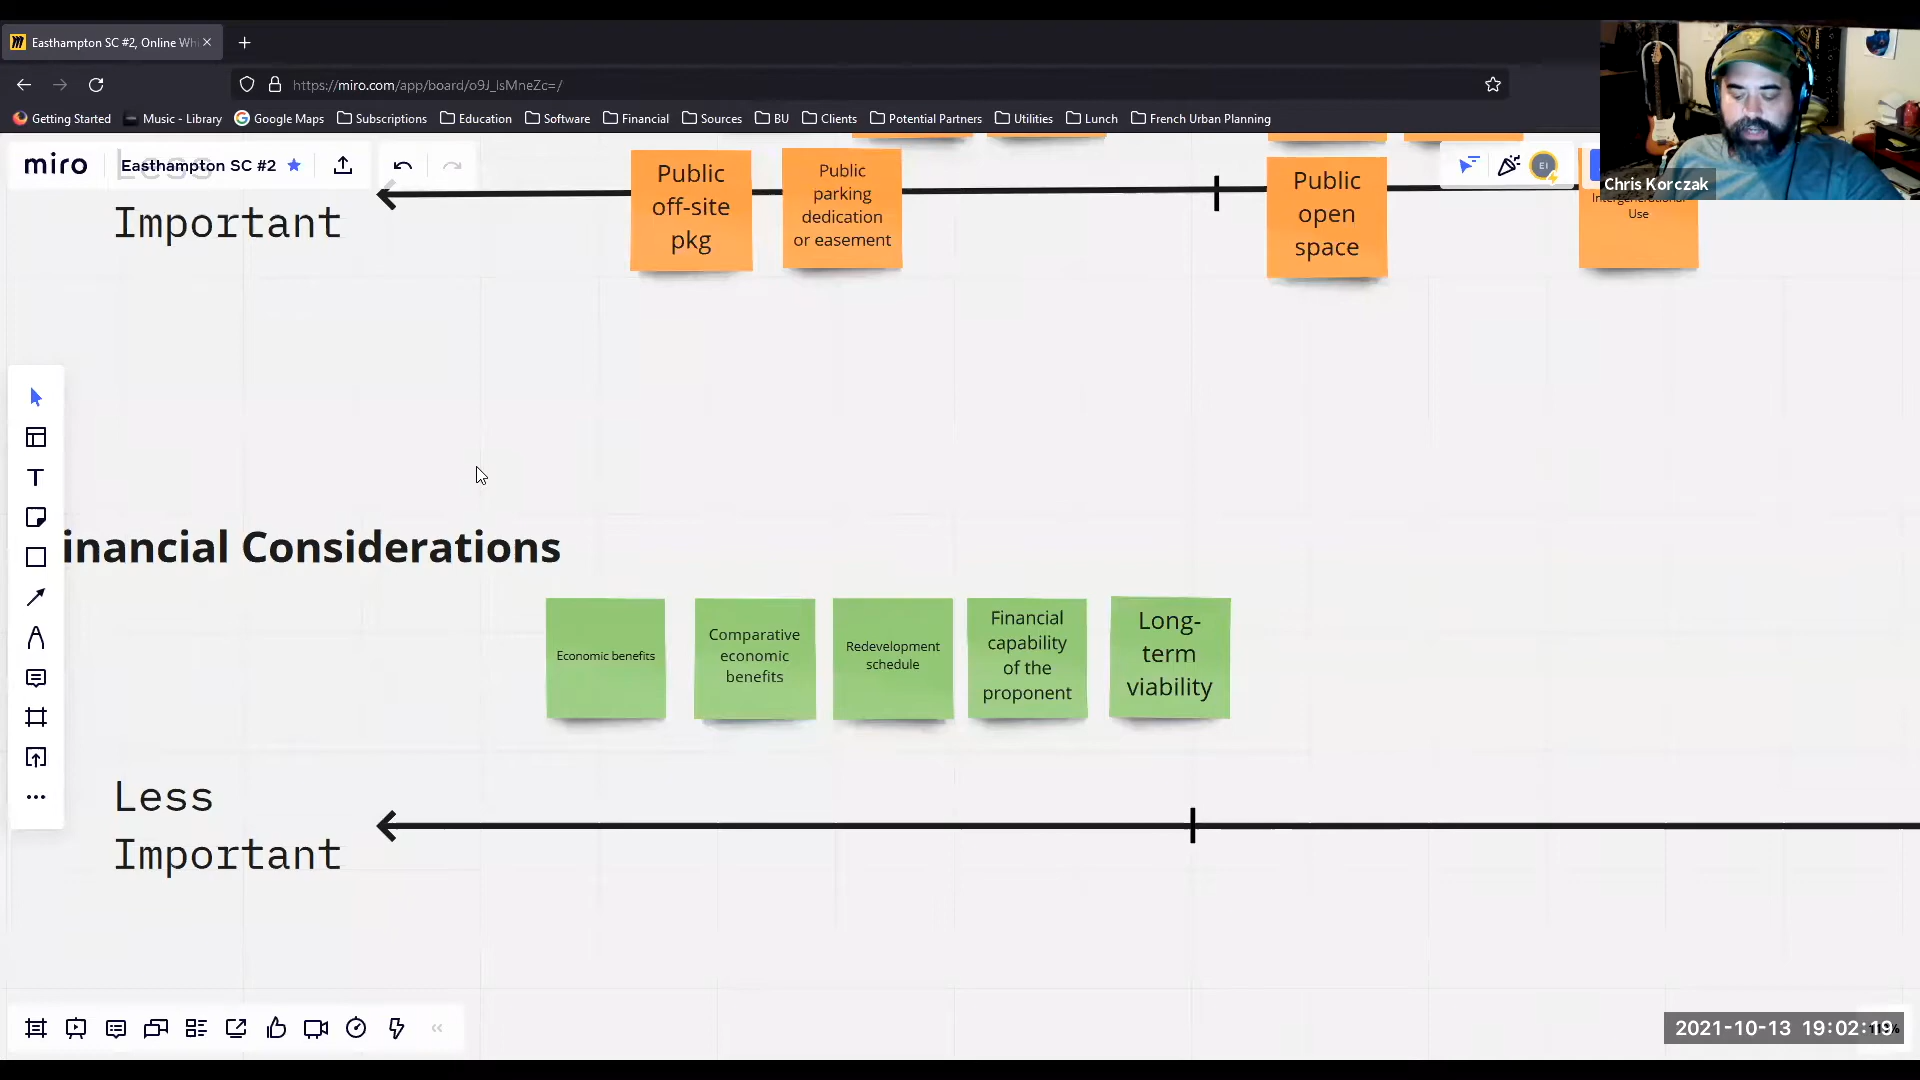 Easthampton SC #2, Online Wh
https://miro.com/app/board/o9J_lsMneZc=/
Getting Started Music - Library Google Maps Subscriptions Education Software Financial Sources BU Clients Potential Partners Utilities Lunch French Urban Planning
miro Easthampton SC #2
EI
Chris Korczak
Less
Important
Public
off-site
pkg
Public
parking
dedication
or easement
Public
open
space
Intergenerational
Use
inancial Considerations
Economic benefits
Comparative
economic
benefits
Redevelopment
schedule
Financial
capability
of the
proponent
Long-
term
viability
Less
Important
2021-10-13 19:02:19